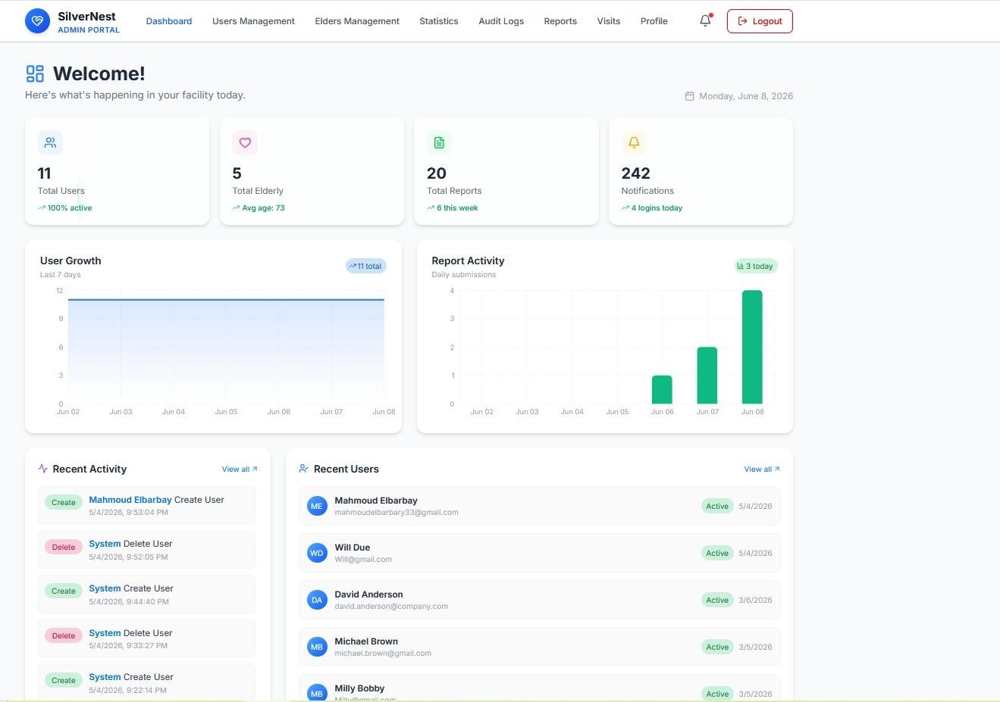 SilverNest
ADMIN PORTAL
Dashboard
Users Management
Elders Management
Statistics
Audit Logs
Reports
Visits
Profile
Logout
Welcome!
Here's what's happening in your facility today.
Monday, June 8, 2026
11
Total Users
100% active
5
Total Elderly
Avg age: 73
20
Total Reports
6 this week
242
Notifications
4 logins today
User Growth
Last 7 days
11 total
12
9
6
3
0
Jun 02
Jun 03
Jun 04
Jun 05
Jun 06
Jun 07
Jun 08
Report Activity
Daily submissions
3 today
4
3
2
1
0
Jun 02
Jun 03
Jun 04
Jun 05
Jun 06
Jun 07
Jun 08
Recent Activity
View all
Create
Mahmoud Elbarbay Create User
5/4/2026, 9:53:04 PM
Delete
System Delete User
5/4/2026, 9:52:05 PM
Create
System Create User
5/4/2026, 9:44:40 PM
Delete
System Delete User
5/4/2026, 9:33:27 PM
Create
System Create User
5/4/2026, 9:22:14 PM
Recent Users
View all
ME
Mahmoud Elbarbay
mahmoudelbarbary33@gmail.com
Active
5/4/2026
WD
Will Due
Will@gmail.com
Active
5/4/2026
DA
David Anderson
david.anderson@company.com
Active
3/6/2026
MB
Michael Brown
michael.brown@gmail.com
Active
3/5/2026
MB
Milly Bobby
Milly@gmail.com
Active
3/5/2026